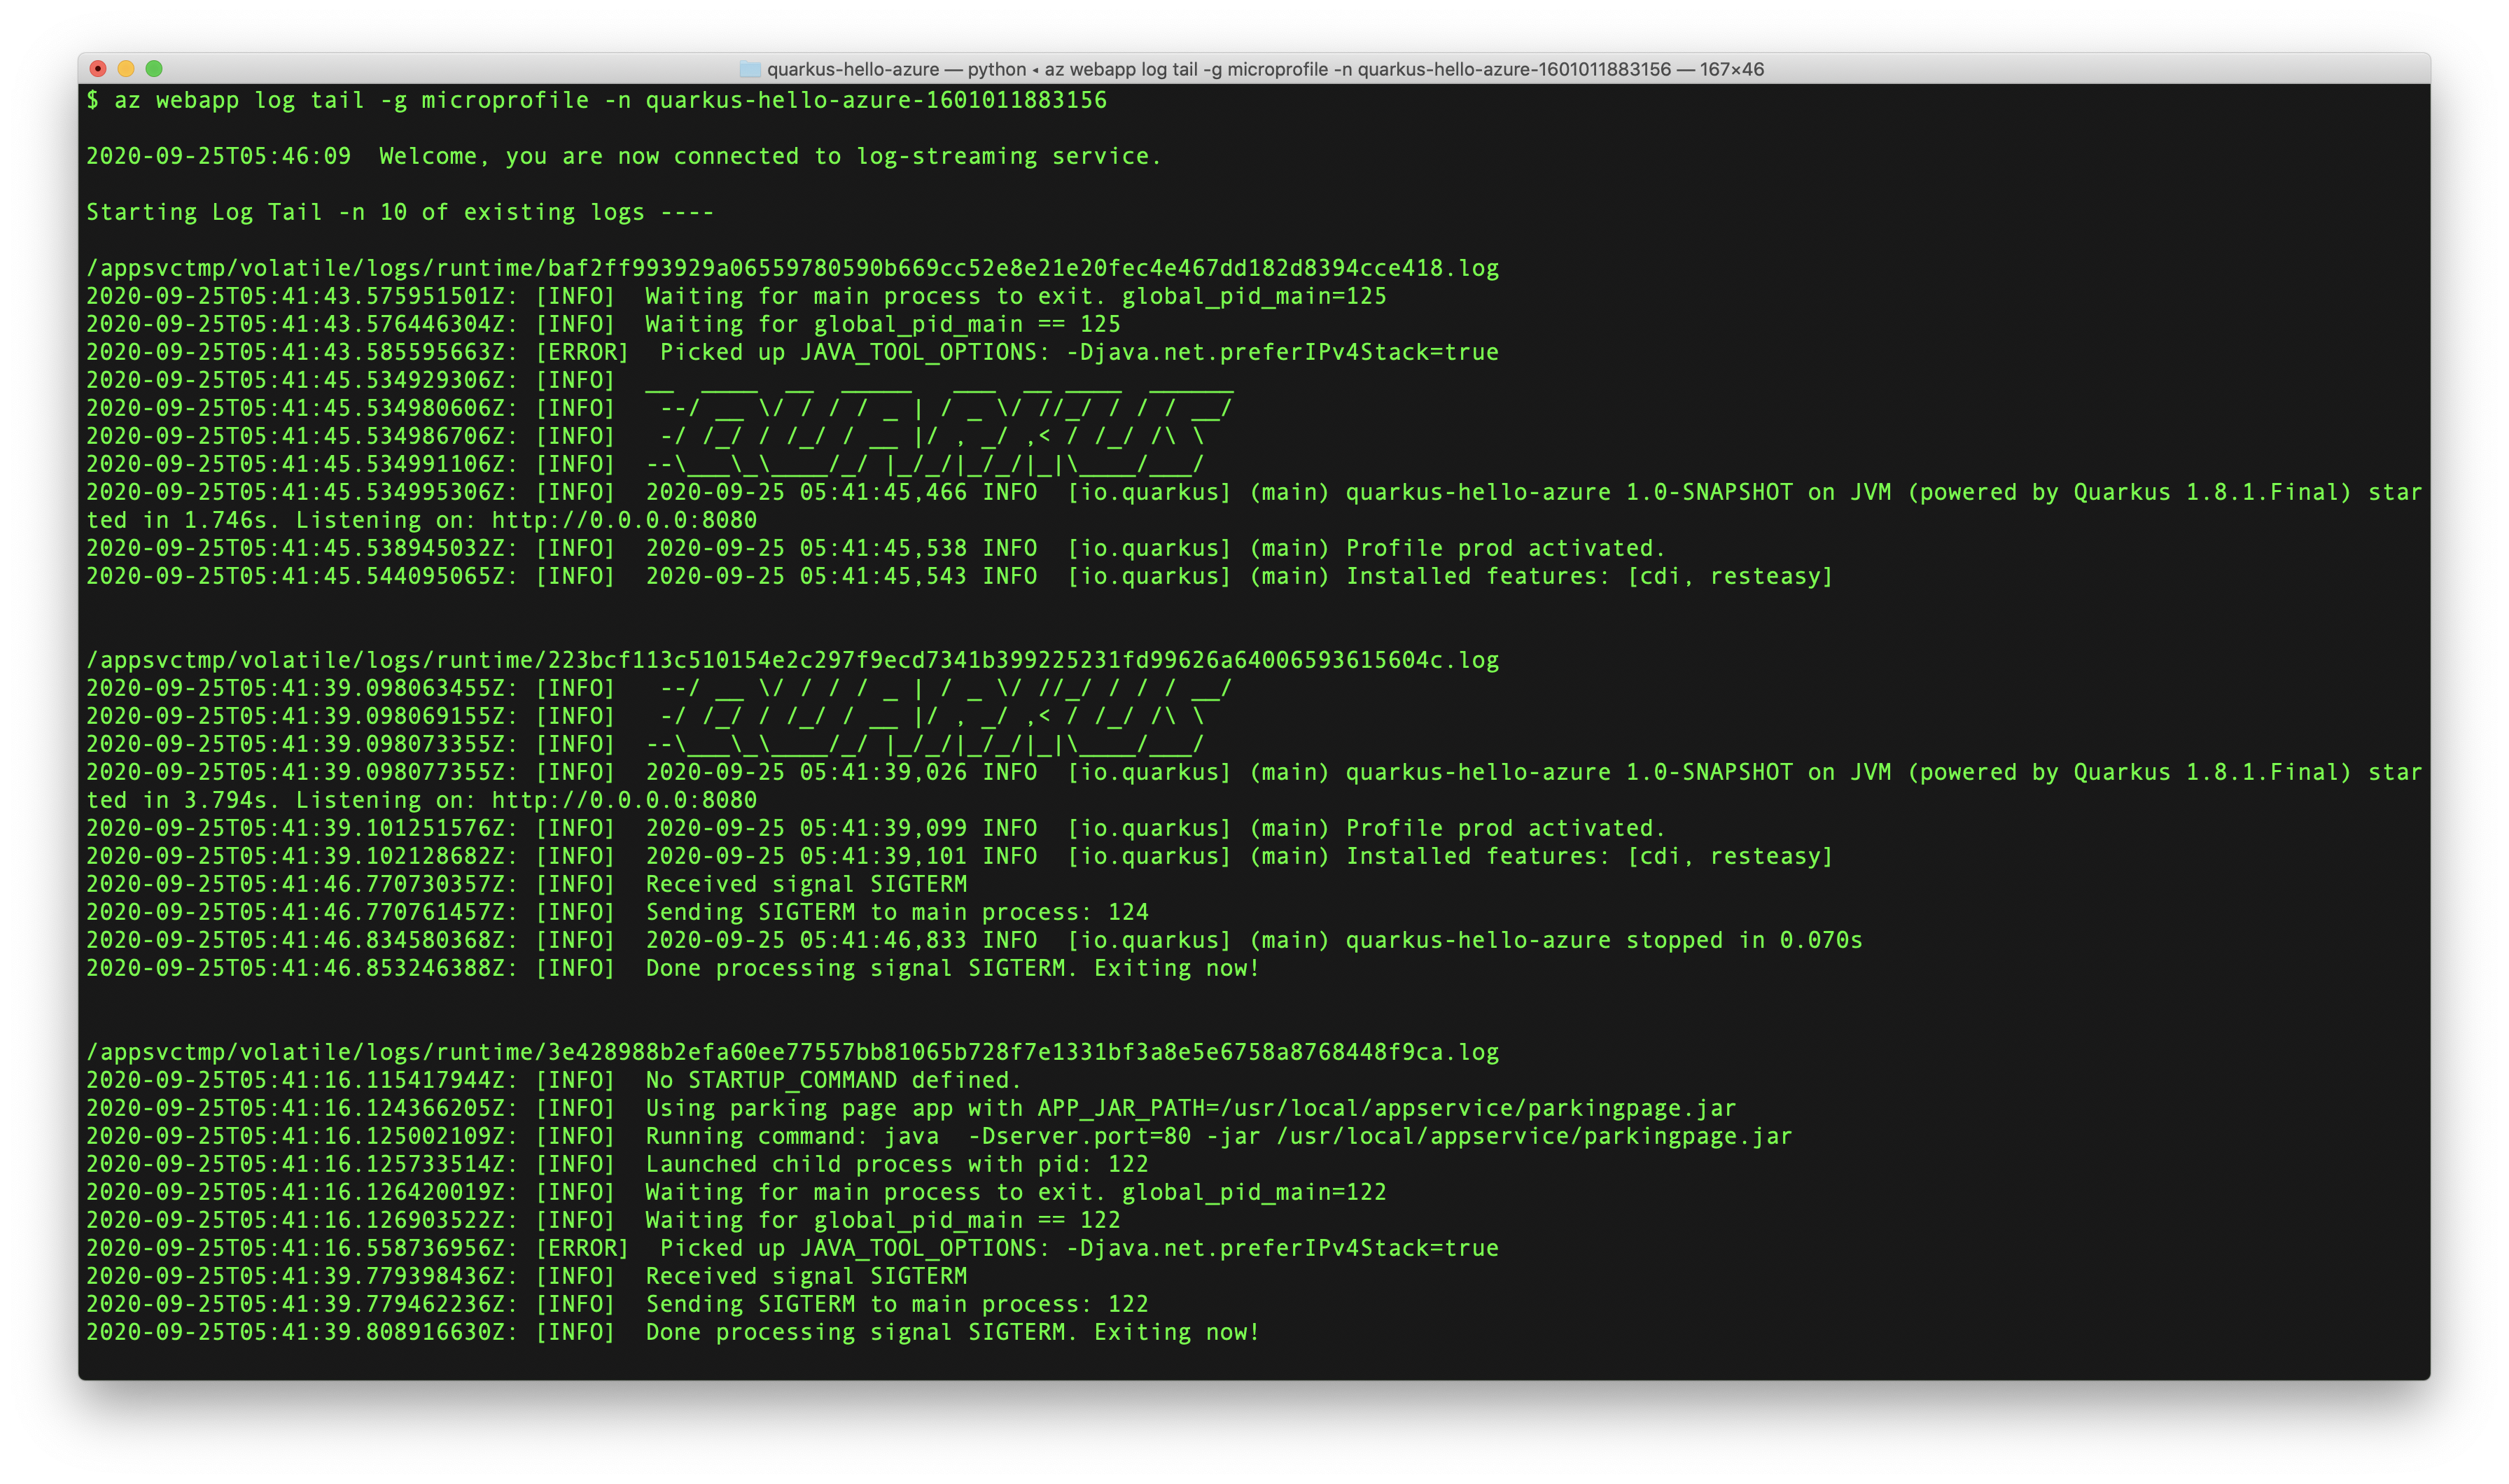 quarkus-hello-azure — python ◂ az webapp log tail -g microprofile -n quarkus-hello-azure-1601011883156 — 167×46
$ az webapp log tail -g microprofile -n quarkus-hello-azure-1601011883156
2020-09-25T05:46:09  Welcome, you are now connected to log-streaming service.
Starting Log Tail -n 10 of existing logs ----
/appsvctmp/volatile/logs/runtime/baf2ff993929a06559780590b669cc52e8e21e20fec4e467dd182d8394cce418.log
2020-09-25T05:41:43.575951501Z: [INFO]  Waiting for main process to exit. global_pid_main=125
2020-09-25T05:41:43.576446304Z: [INFO]  Waiting for global_pid_main == 125
2020-09-25T05:41:43.585595663Z: [ERROR]  Picked up JAVA_TOOL_OPTIONS: -Djava.net.preferIPv4Stack=true
2020-09-25T05:41:45.534929306Z: [INFO]  __  ____  __  _____   ___  __ ____  ______
2020-09-25T05:41:45.534980606Z: [INFO]   --/ __ \/ / / / _ | / _ \/ //_/ / / / __/
2020-09-25T05:41:45.534986706Z: [INFO]   -/ /_/ / /_/ / __ |/ , _/ ,< / /_/ /\ \
2020-09-25T05:41:45.534991106Z: [INFO]  --\___\_\____/_/ |_/_/|_/_/|_|\____/___/
2020-09-25T05:41:45.534995306Z: [INFO]  2020-09-25 05:41:45,466 INFO  [io.quarkus] (main) quarkus-hello-azure 1.0-SNAPSHOT on JVM (powered by Quarkus 1.8.1.Final) star
ted in 1.746s. Listening on: http://0.0.0.0:8080
2020-09-25T05:41:45.538945032Z: [INFO]  2020-09-25 05:41:45,538 INFO  [io.quarkus] (main) Profile prod activated.
2020-09-25T05:41:45.544095065Z: [INFO]  2020-09-25 05:41:45,543 INFO  [io.quarkus] (main) Installed features: [cdi, resteasy]
/appsvctmp/volatile/logs/runtime/223bcf113c510154e2c297f9ecd7341b399225231fd99626a64006593615604c.log
2020-09-25T05:41:39.098063455Z: [INFO]   --/ __ \/ / / / _ | / _ \/ //_/ / / / __/
2020-09-25T05:41:39.098069155Z: [INFO]   -/ /_/ / /_/ / __ |/ , _/ ,< / /_/ /\ \
2020-09-25T05:41:39.098073355Z: [INFO]  --\___\_\____/_/ |_/_/|_/_/|_|\____/___/
2020-09-25T05:41:39.098077355Z: [INFO]  2020-09-25 05:41:39,026 INFO  [io.quarkus] (main) quarkus-hello-azure 1.0-SNAPSHOT on JVM (powered by Quarkus 1.8.1.Final) star
ted in 3.794s. Listening on: http://0.0.0.0:8080
2020-09-25T05:41:39.101251576Z: [INFO]  2020-09-25 05:41:39,099 INFO  [io.quarkus] (main) Profile prod activated.
2020-09-25T05:41:39.102128682Z: [INFO]  2020-09-25 05:41:39,101 INFO  [io.quarkus] (main) Installed features: [cdi, resteasy]
2020-09-25T05:41:46.770730357Z: [INFO]  Received signal SIGTERM
2020-09-25T05:41:46.770761457Z: [INFO]  Sending SIGTERM to main process: 124
2020-09-25T05:41:46.834580368Z: [INFO]  2020-09-25 05:41:46,833 INFO  [io.quarkus] (main) quarkus-hello-azure stopped in 0.070s
2020-09-25T05:41:46.853246388Z: [INFO]  Done processing signal SIGTERM. Exiting now!
/appsvctmp/volatile/logs/runtime/3e428988b2efa60ee77557bb81065b728f7e1331bf3a8e5e6758a8768448f9ca.log
2020-09-25T05:41:16.115417944Z: [INFO]  No STARTUP_COMMAND defined.
2020-09-25T05:41:16.124366205Z: [INFO]  Using parking page app with APP_JAR_PATH=/usr/local/appservice/parkingpage.jar
2020-09-25T05:41:16.125002109Z: [INFO]  Running command: java  -Dserver.port=80 -jar /usr/local/appservice/parkingpage.jar
2020-09-25T05:41:16.125733514Z: [INFO]  Launched child process with pid: 122
2020-09-25T05:41:16.126420019Z: [INFO]  Waiting for main process to exit. global_pid_main=122
2020-09-25T05:41:16.126903522Z: [INFO]  Waiting for global_pid_main == 122
2020-09-25T05:41:16.558736956Z: [ERROR]  Picked up JAVA_TOOL_OPTIONS: -Djava.net.preferIPv4Stack=true
2020-09-25T05:41:39.779398436Z: [INFO]  Received signal SIGTERM
2020-09-25T05:41:39.779462236Z: [INFO]  Sending SIGTERM to main process: 122
2020-09-25T05:41:39.808916630Z: [INFO]  Done processing signal SIGTERM. Exiting now!